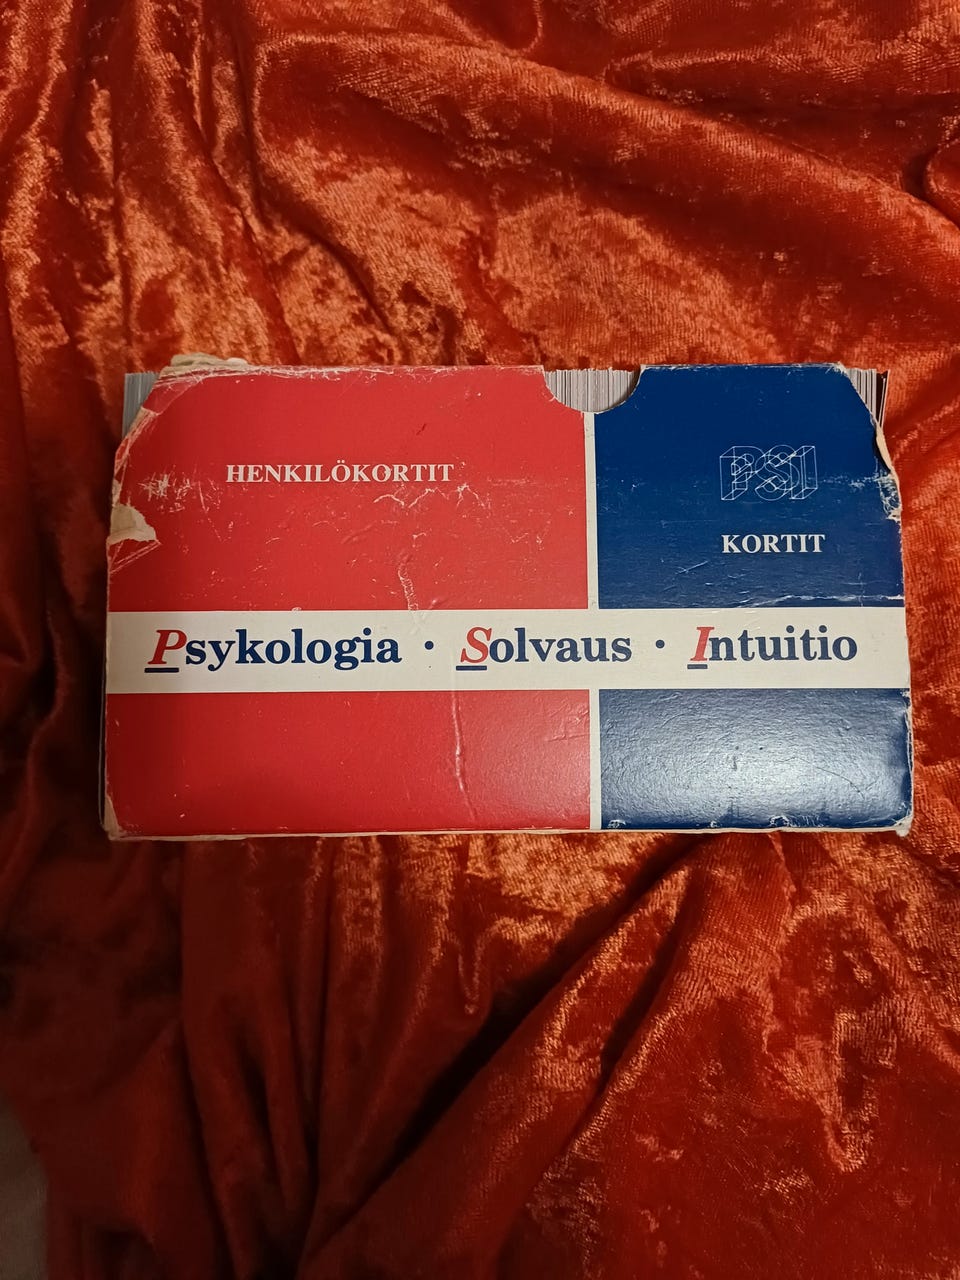 HENKILÖKORTIT
PSI
KORTIT
Psykologia · Solvaus · Intuitio